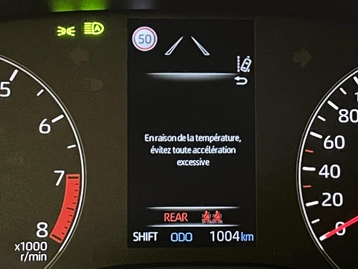 50
En raison de la température,
évitez toute accélération
excessive
REAR
SHIFT ODO 1004 km
5
6
7
8
x1000
r/min
80
60
40
20
0